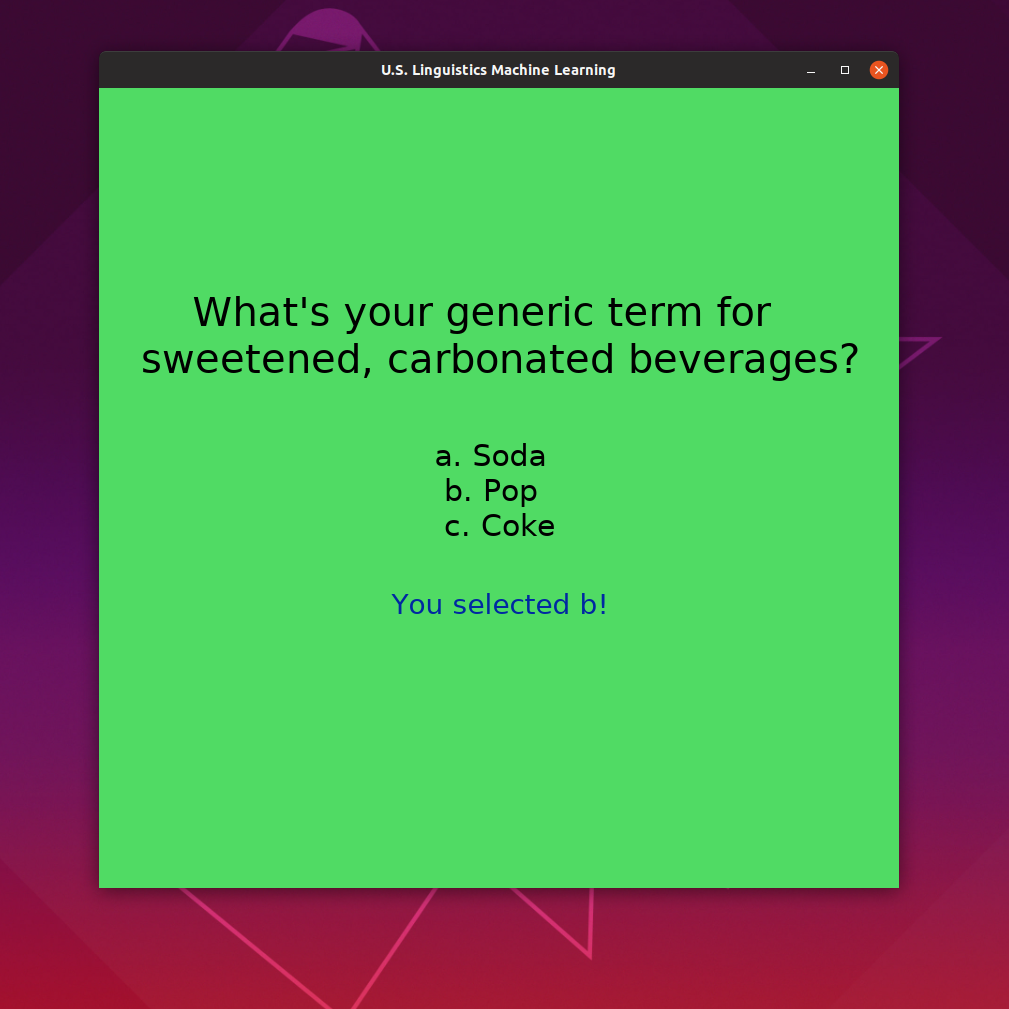 U.S. Linguistics Machine Learning
What's your generic term for
sweetened, carbonated beverages?
a. Soda
b. Pop
c. Coke
You selected b!